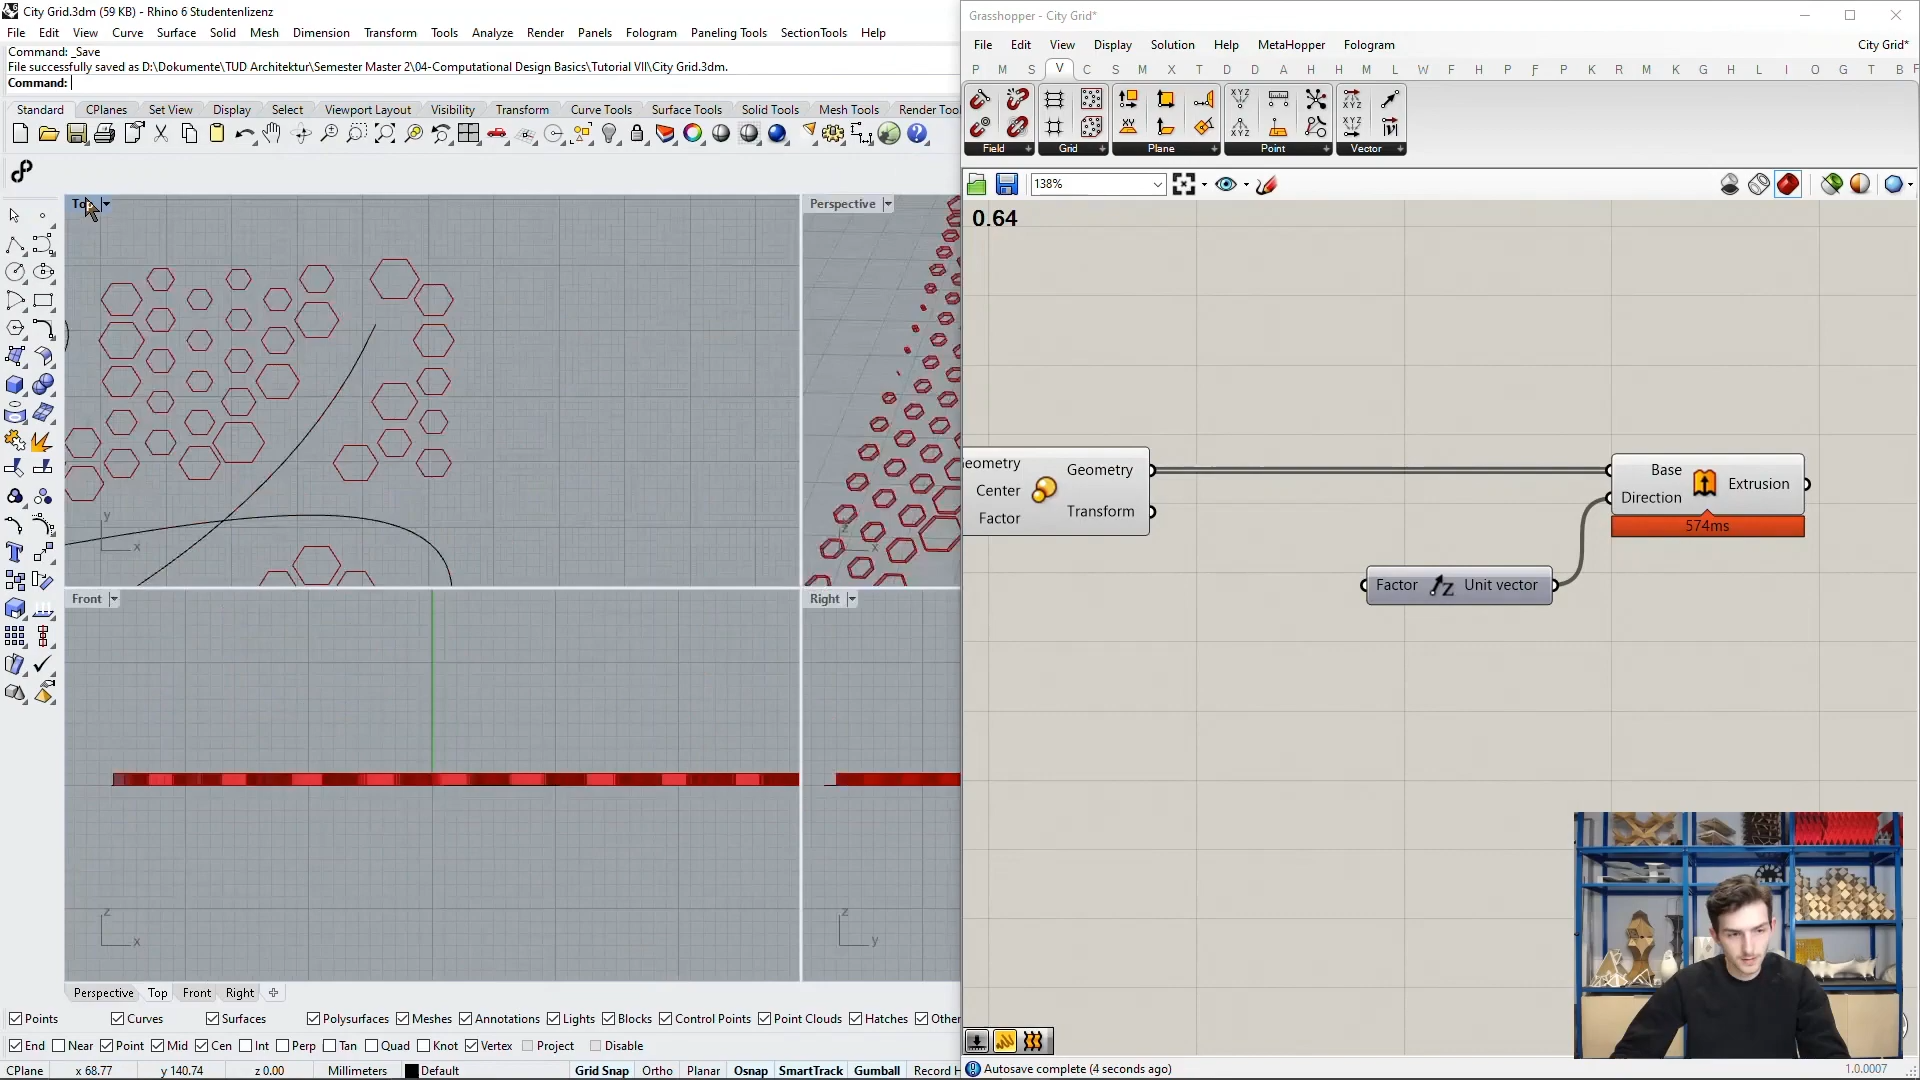 City Grid.3dm (59 KB) - Rhino 6 Studentenlizenz
File Edit View Curve Surface Solid Mesh Dimension Transform Tools Analyze Render Panels Fologram Paneling Tools SectionTools Help
Command: _Save
File successfully saved as D:\Dokumente\TUD Architektur\Semester Master 2\04-Computational Design Basics\Tutorial VII\City Grid.3dm.
Command:
Standard CPlanes Set View Display Select Viewport Layout Visibility Transform Curve Tools Surface Tools Solid Tools Mesh Tools Render Too
Perspective
y
x
z
x
Front
Right
z
x
z
y
Perspective Top Front Right
Points Curves Surfaces Polysurfaces Meshes Annotations Lights Blocks Control Points Point Clouds Hatches Other
End Near Point Mid Cen Int Perp Tan Quad Knot Vertex Project Disable
CPlane x 68.77 y 140.74 z 0.00 Millimeters Default Grid Snap Ortho Planar Osnap SmartTrack Gumball Record H
Grasshopper - City Grid*
File Edit View Display Solution Help MetaHopper Fologram City Grid*
P M S V C S M X T D D A H H M L W F H P F P K R M K G H L I O G T B F
Field Grid Plane Point Vector
138%
0.64
eometry
Center
Factor
Geometry
Transform
Factor Z Unit vector
Base
Direction
Extrusion
574ms
Autosave complete (4 seconds ago)
1.0.0007